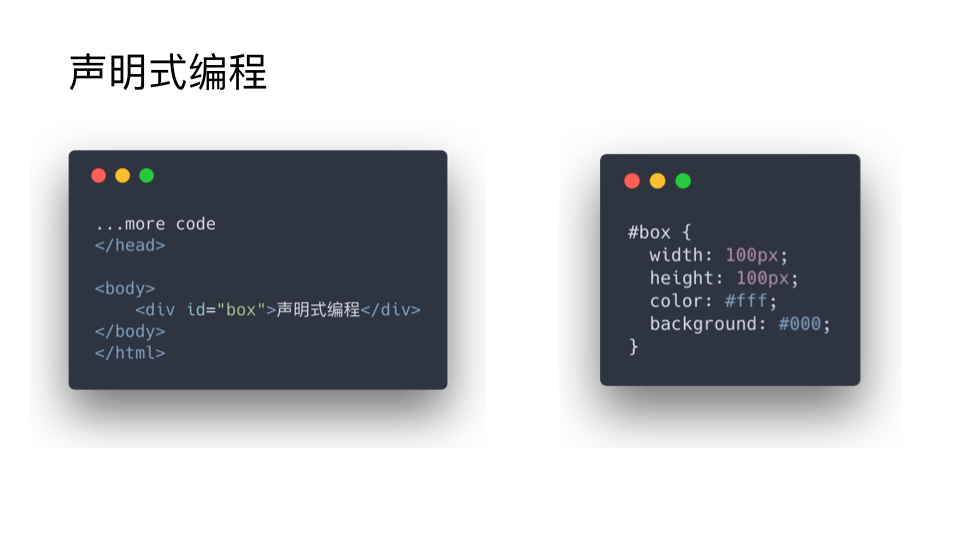 声明式编程
...more code
</head>
<body>
    <div id="box">声明式编程</div>
</body>
</html>
#box {
  width: 100px;
  height: 100px;
  color: #fff;
  background: #000;
}